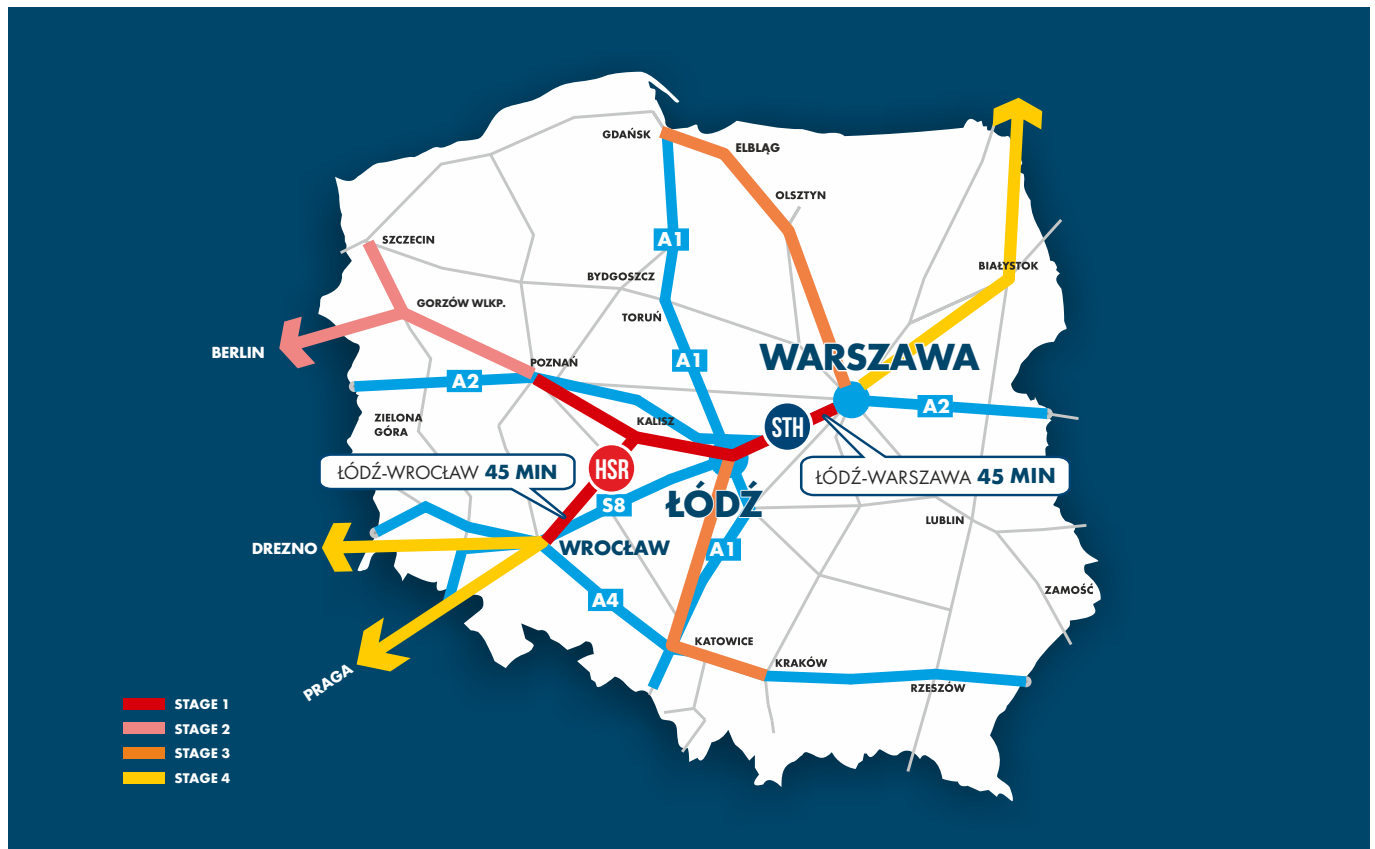 GDAŃSK
ELBLĄG
OLSZTYN
A1
SZCZECIN
BIAŁYSTOK
BYDGOSZCZ
GORZÓW WLKP.
TORUŃ
BERLIN
WARSZAWA
POZNAŃ
A1
A2
A2
ZIELONA
GÓRA
KALISZ
STH
HSR
ŁÓDŹ-WROCŁAW 45 MIN
ŁÓDŹ-WARSZAWA 45 MIN
S8
ŁÓDŹ
LUBLIN
DREZNO
WROCŁAW
A1
ZAMOŚĆ
A4
KATOWICE
KRAKÓW
PRAGA
RZESZÓW
STAGE 1
STAGE 2
STAGE 3
STAGE 4